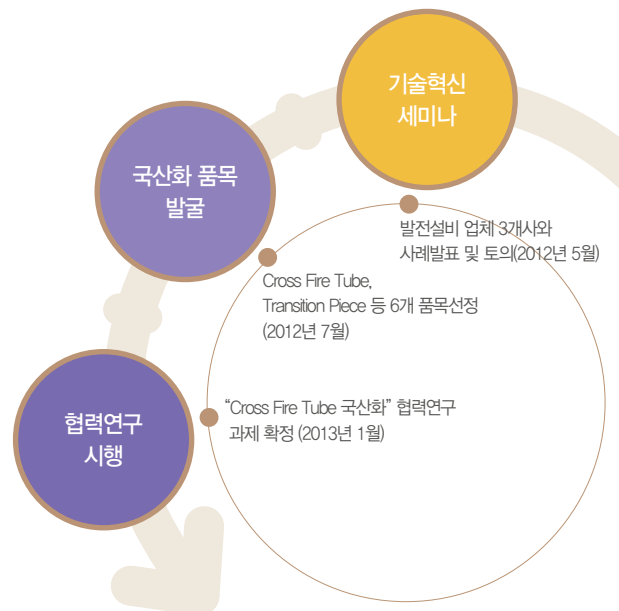 기술혁신
세미나
발전설비 업체 3개사와
사례발표 및 토의(2012년 5월)
국산화 품목
발굴
Cross Fire Tube,
Transition Piece 등 6개 품목선정
(2012년 7월)
협력연구
시행
“Cross Fire Tube 국산화” 협력연구
과제 확정 (2013년 1월)